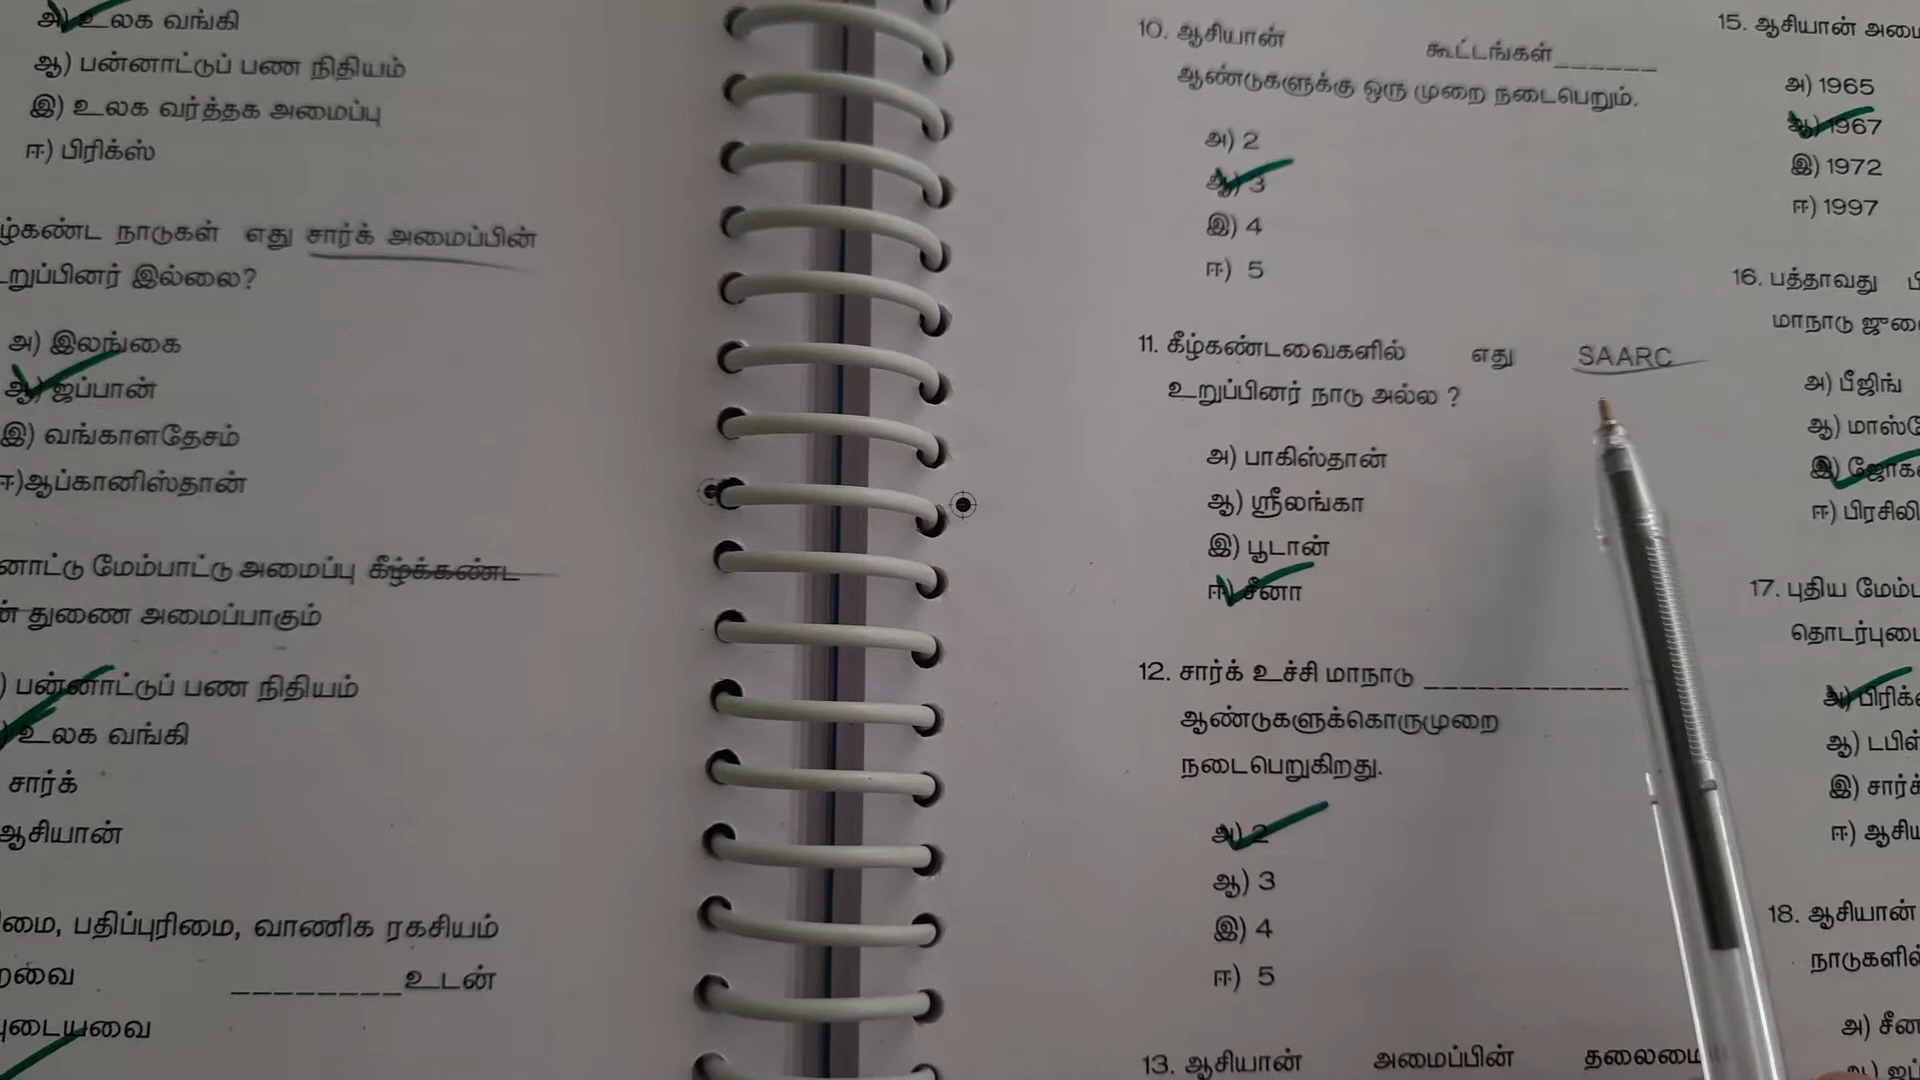 அ) உலக வங்கி
ஆ) பன்னாட்டுப் பண நிதியம்
இ) உலக வர்த்தக அமைப்பு
ஈ) பிரிக்ஸ்
ழ்கண்ட நாடுகள் எது சார்க் அமைப்பின்
றுப்பினர் இல்லை?
அ) இலங்கை
ஆ) ஜப்பான்
இ) வங்காளதேசம்
ஈ)ஆப்கானிஸ்தான்
னாட்டு மேம்பாட்டு அமைப்பு கீழ்க்கண்ட
ன் துணை அமைப்பாகும்
) பன்னாட்டுப் பண நிதியம்
) உலக வங்கி
சார்க்
ஆசியான்
மை, பதிப்புரிமை, வாணிக ரகசியம்
றவை ________ உடன்
புடையவை
10. ஆசியான் கூட்டங்கள்______
ஆண்டுகளுக்கு ஒரு முறை நடைபெறும்.
அ) 2
ஆ) 3
இ) 4
ஈ) 5
11. கீழ்கண்டவைகளில் எது SAARC
உறுப்பினர் நாடு அல்ல ?
அ) பாகிஸ்தான்
ஆ) ஸ்ரீலங்கா
இ) பூடான்
ஈ) சீனா
12. சார்க் உச்சி மாநாடு ____________
ஆண்டுகளுக்கொருமுறை
நடைபெறுகிறது.
அ) 2
ஆ) 3
இ) 4
ஈ) 5
13. ஆசியான் அமைப்பின் தலைமை
15. ஆசியான் அமை
அ) 1965
ஆ) 1967
இ) 1972
ஈ) 1997
16. பத்தாவது பி
மாநாடு ஜுலை
அ) பீஜிங்
ஆ) மாஸ்
இ) ஜோக
ஈ) பிரசிலி
17. புதிய மேம்ப
தொடர்புடை
அ) பிரிக்
ஆ) டபிள்
இ) சார்க்
ஈ) ஆசிய
18. ஆசியான்
நாடுகளில்
அ) சீன
ஆ) ஜப்